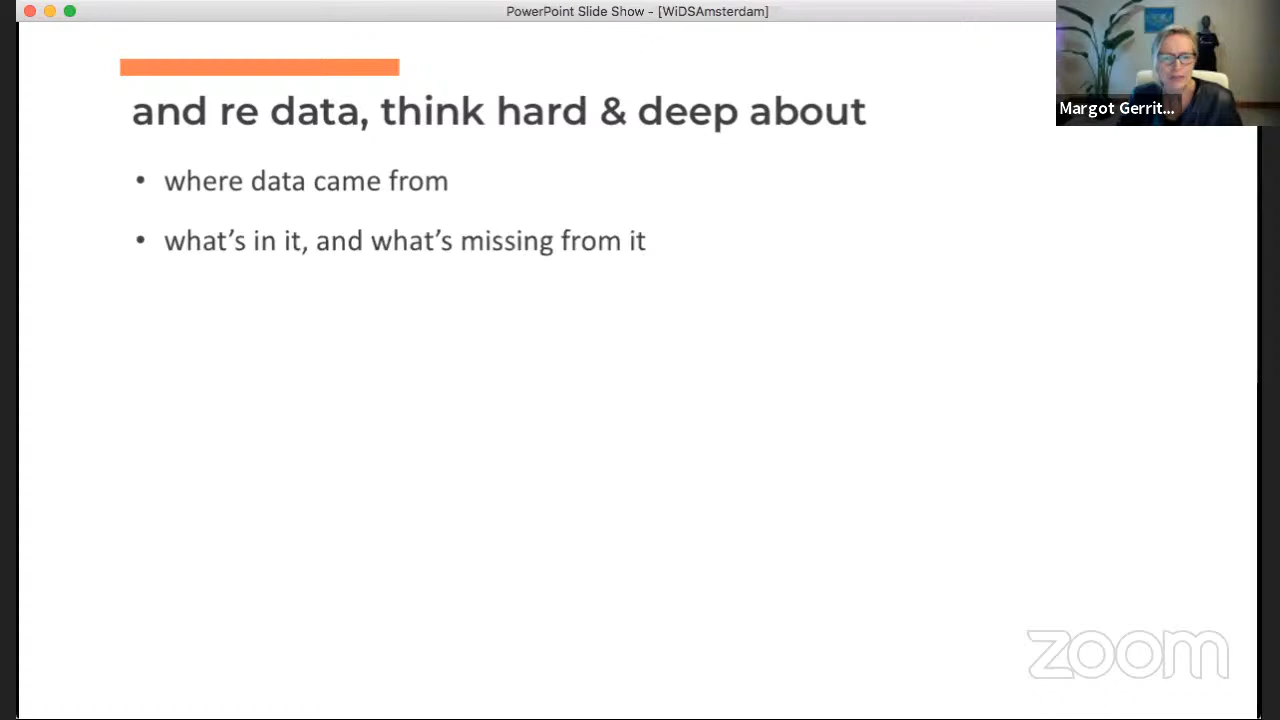 PowerPoint Slide Show - [WiDSAmsterdam]
Margot Gerrit...
and re data, think hard & deep about
• where data came from
• what's in it, and what's missing from it
zoom